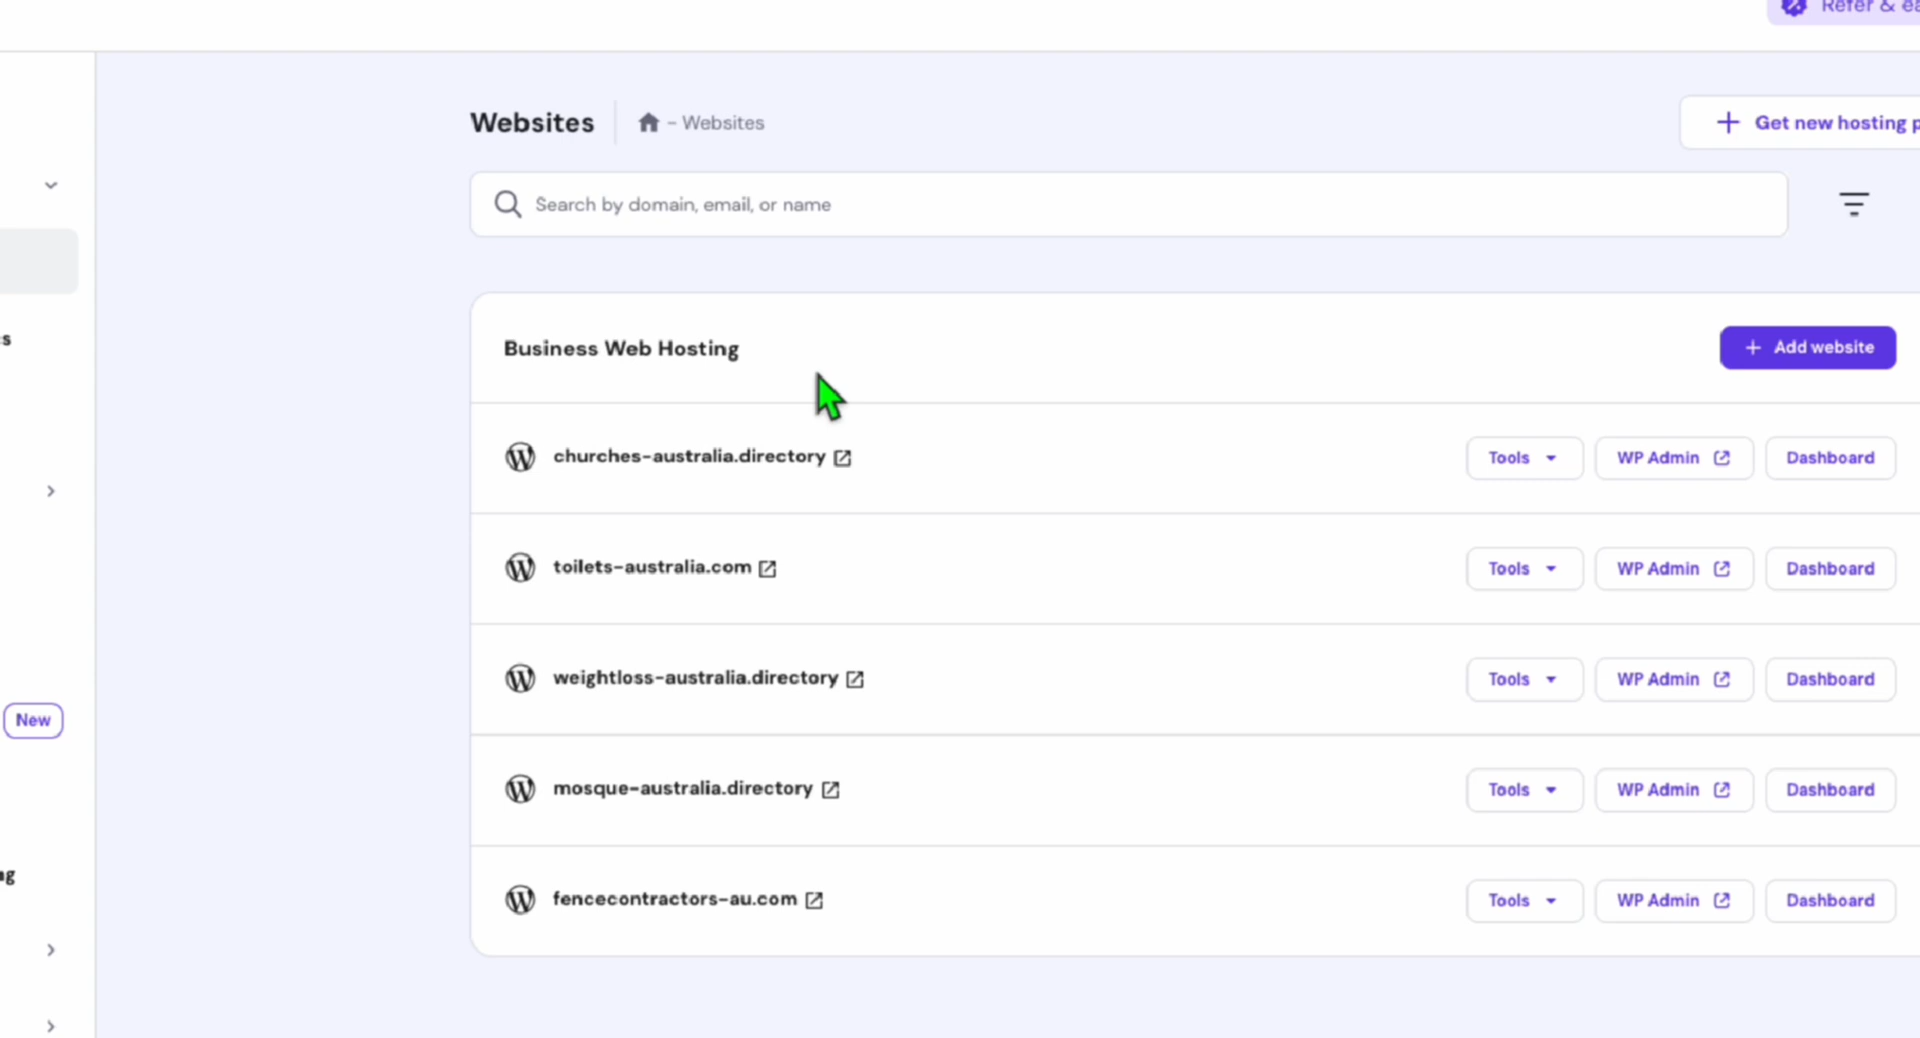 Refer & ea
Websites
- Websites
Get new hosting p
Search by domain, email, or name
Business Web Hosting
Add website
churches-australia.directory
Tools
WP Admin
Dashboard
toilets-australia.com
Tools
WP Admin
Dashboard
weightloss-australia.directory
Tools
WP Admin
Dashboard
New
mosque-australia.directory
Tools
WP Admin
Dashboard
fencecontractors-au.com
Tools
WP Admin
Dashboard